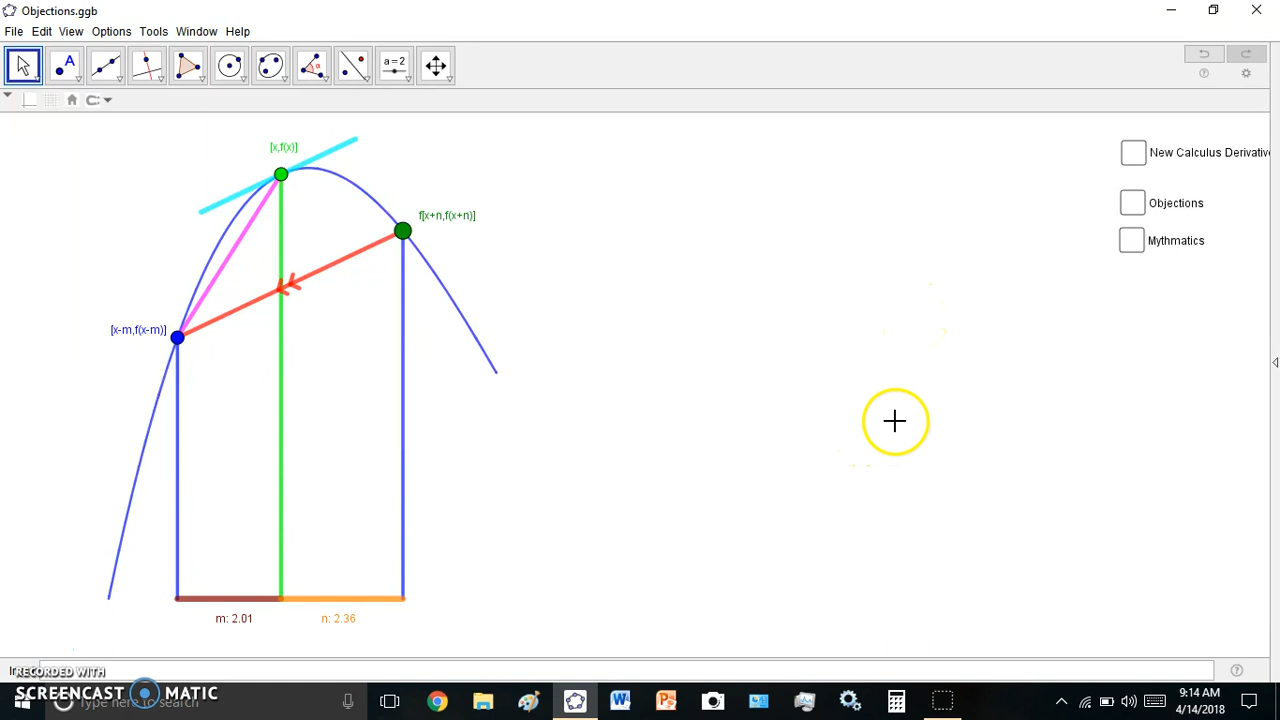 Objections.ggb
File Edit View Options Tools Window Help
A
a=2
[x,f(x)]
New Calculus Derivative
Objections
f[x+n,f(x+n)]
Mythmatics
[x-m,f(x-m)]
m: 2.01
n: 2.36
RECORDED WITH
SCREENCAST MATIC
Type here to search
9:14 AM
4/14/2018